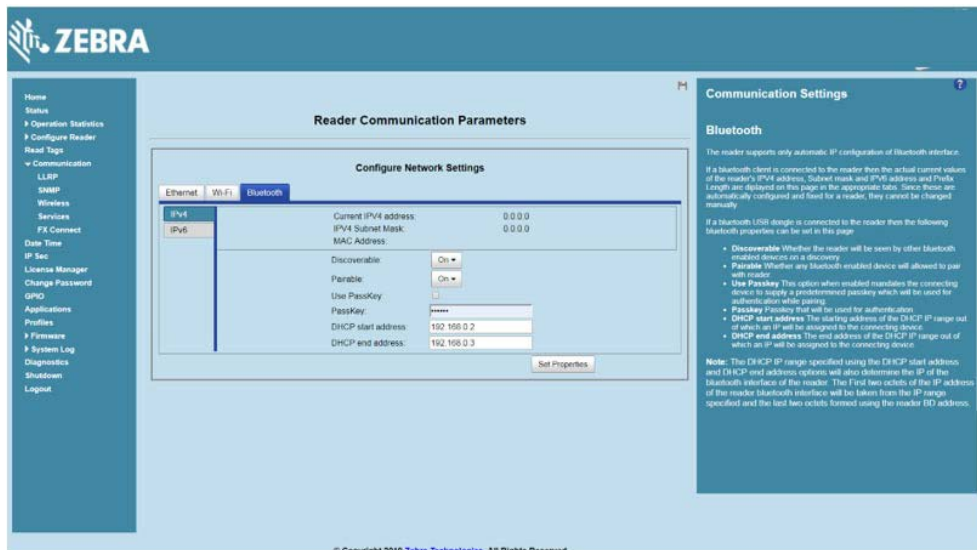 ZEBRA
Home
Status
Operation Statistics
Configure Reader
Read Tags
Communication
LLRP
SNMP
Wireless
Services
FX Connect
Date Time
IP Sec
License Manager
Change Password
GPIO
Applications
Profiles
Firmware
System Log
Diagnostics
Shutdown
Logout
Reader Communication Parameters
Configure Network Settings
Ethernet Wi-Fi Bluetooth
IPv4
IPv6
Current IPV4 address: 0.0.0.0
IPV4 Subnet Mask: 0.0.0.0
MAC Address:
Discoverable: On
Pairable: On
Use PassKey
PassKey: ••••••
DHCP start address: 192.168.0.2
DHCP end address: 192.168.0.3
Set Properties
?
Communication Settings
Bluetooth
The reader supports only automatic IP configuration of Bluetooth interface.
If a bluetooth client is connected to the reader then the actual current values
of the reader's IPV4 address, Subnet mask and IPV6 address and Prefix
Length are diplayed on this page in the appropriate tabs. Since these are
automatically configured and fixed for a reader, they cannot be changed
manually
If a bluetooth USB dongle is connected to the reader then the following
bluetooth properties can be set in this page
• Discoverable Whether the reader will be seen by other bluetooth
enabled devices on a discovery
• Pairable Whether any bluetooth enabled device will allowed to pair
with reader
• Use Passkey This option when enabled mandates the connecting
device to supply a predetermined passkey which will be used for
authentication while pairing
• Passkey Passkey that will be used for authentication
• DHCP start address The starting address of the DHCP IP range out
of which an IP will be assigned to the connecting device.
• DHCP end address The end address of the DHCP IP range out of
which an IP will be assigned to the connecting device.
Note: The DHCP IP range specified using the DHCP start address
and DHCP end address options will also determine the IP of the
bluetooth interface of the reader. The First two octets of the IP address
of the reader bluetooth interface will be taken from the IP range
specified and the last two octets formed using the reader BD address.
© Copyright 2019 Zebra Technologies. All Rights Reserved